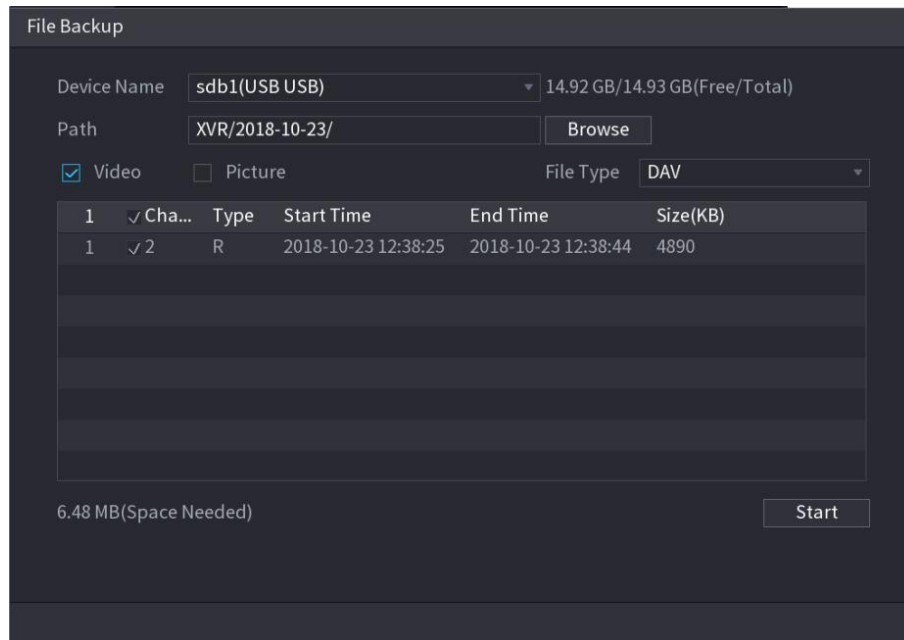 File Backup
Device Name sdb1(USB USB) 14.92 GB/14.93 GB(Free/Total)
Path XVR/2018-10-23/ Browse
Video Picture File Type DAV
1 Cha... Type Start Time End Time Size(KB)
1 2 R 2018-10-23 12:38:25 2018-10-23 12:38:44 4890
6.48 MB(Space Needed) Start